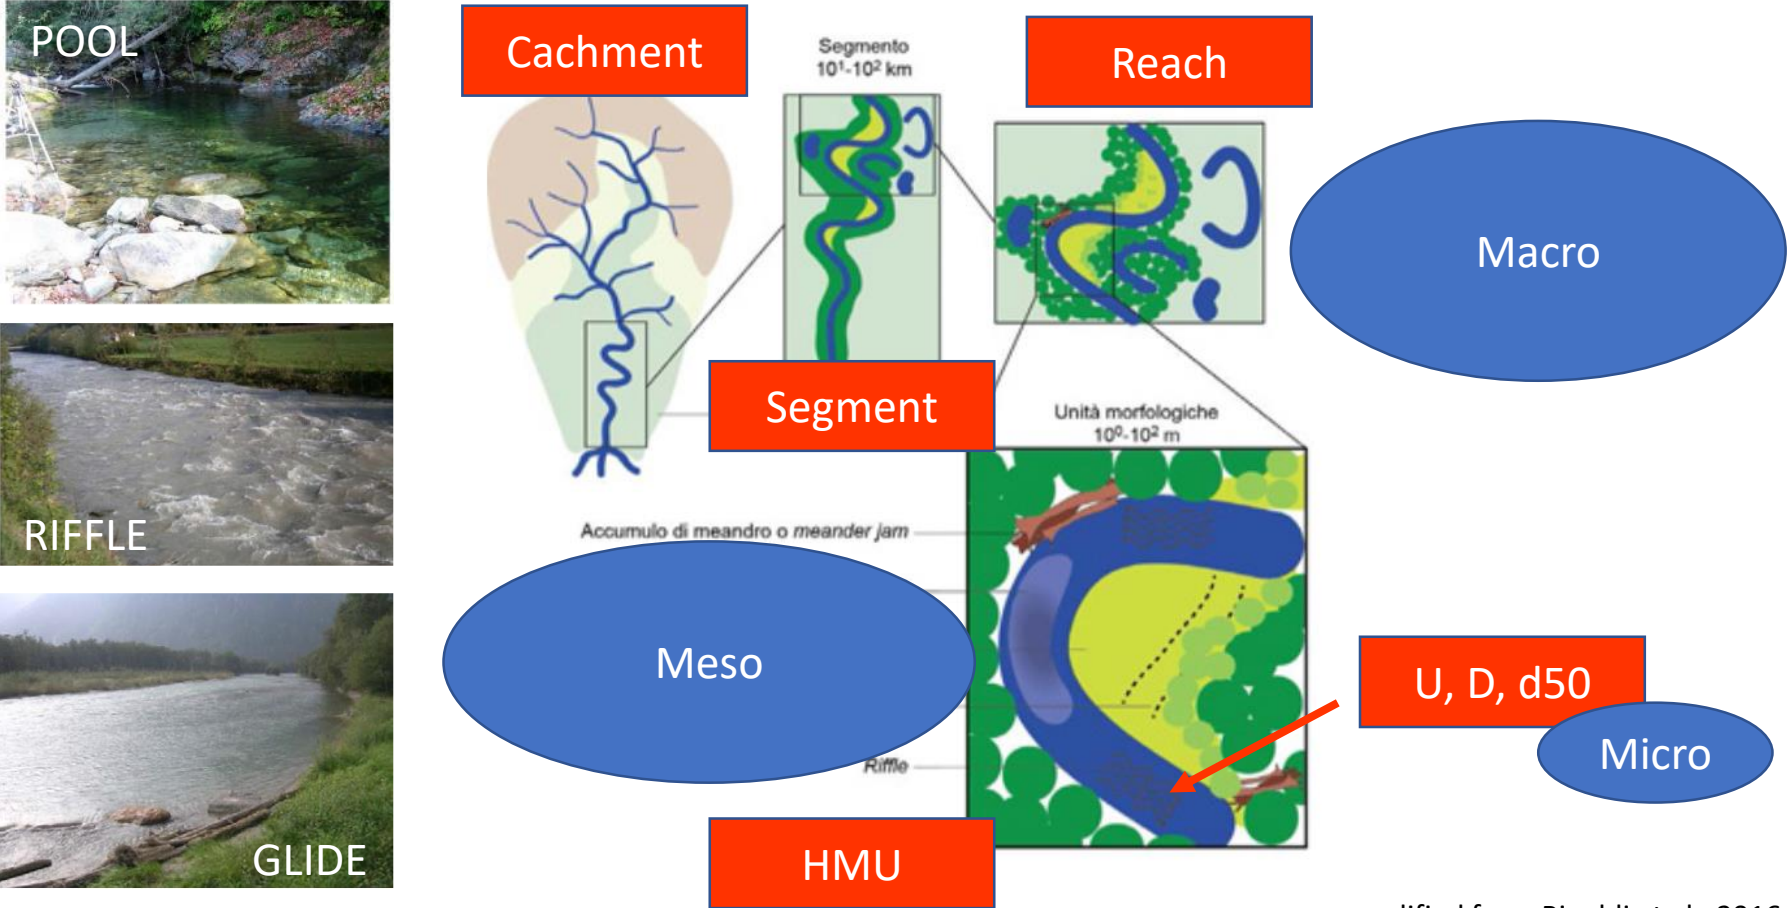 POOL
RIFFLE
GLIDE
Cachment
Segmento
10¹-10² km
Reach
Macro
Segment
Unità morfologiche
10⁰-10² m
Accumulo di meandro o meander jam
Meso
Riffle
U, D, d50
Micro
HMU